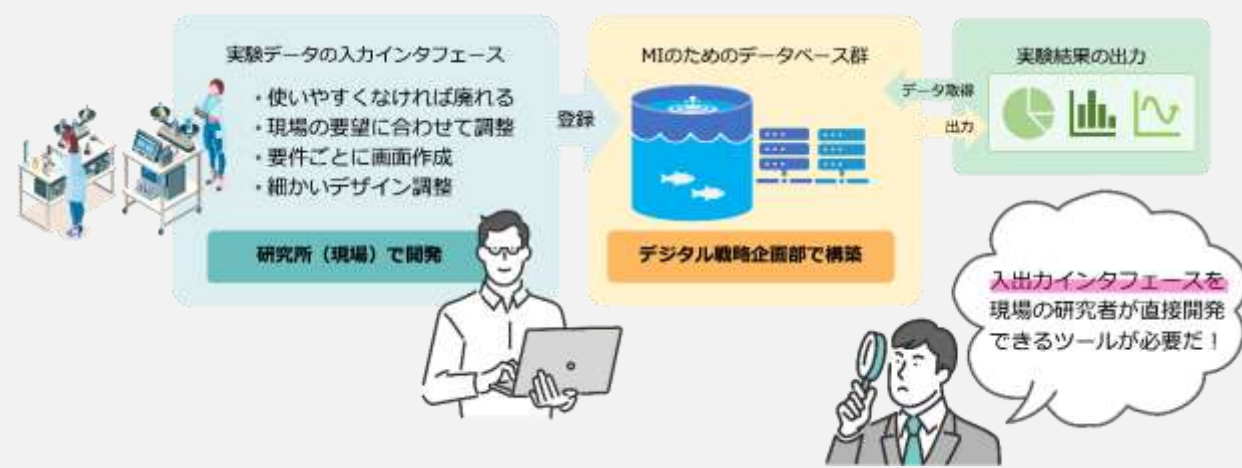 実験データの入力インタフェース
・使いやすくなければ廃れる
・現場の要望に合わせて調整
・要件ごとに画面作成
・細かいデザイン調整
研究所（現場）で開発
登録
MIのためのデータベース群
デジタル戦略企画部で構築
データ取得
出力
実験結果の出力
入出力インタフェースを
現場の研究者が直接開発
できるツールが必要だ！